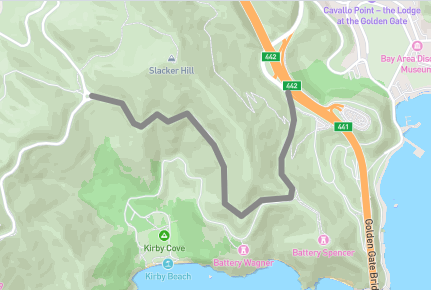 Cavallo Point – the Lodge
at the Golden Gate
442
Bay Area Disc
Museum
Slacker Hill
442
441
Golden Gate Brid
Kirby Cove
Battery Spencer
Battery Wagner
Kirby Beach